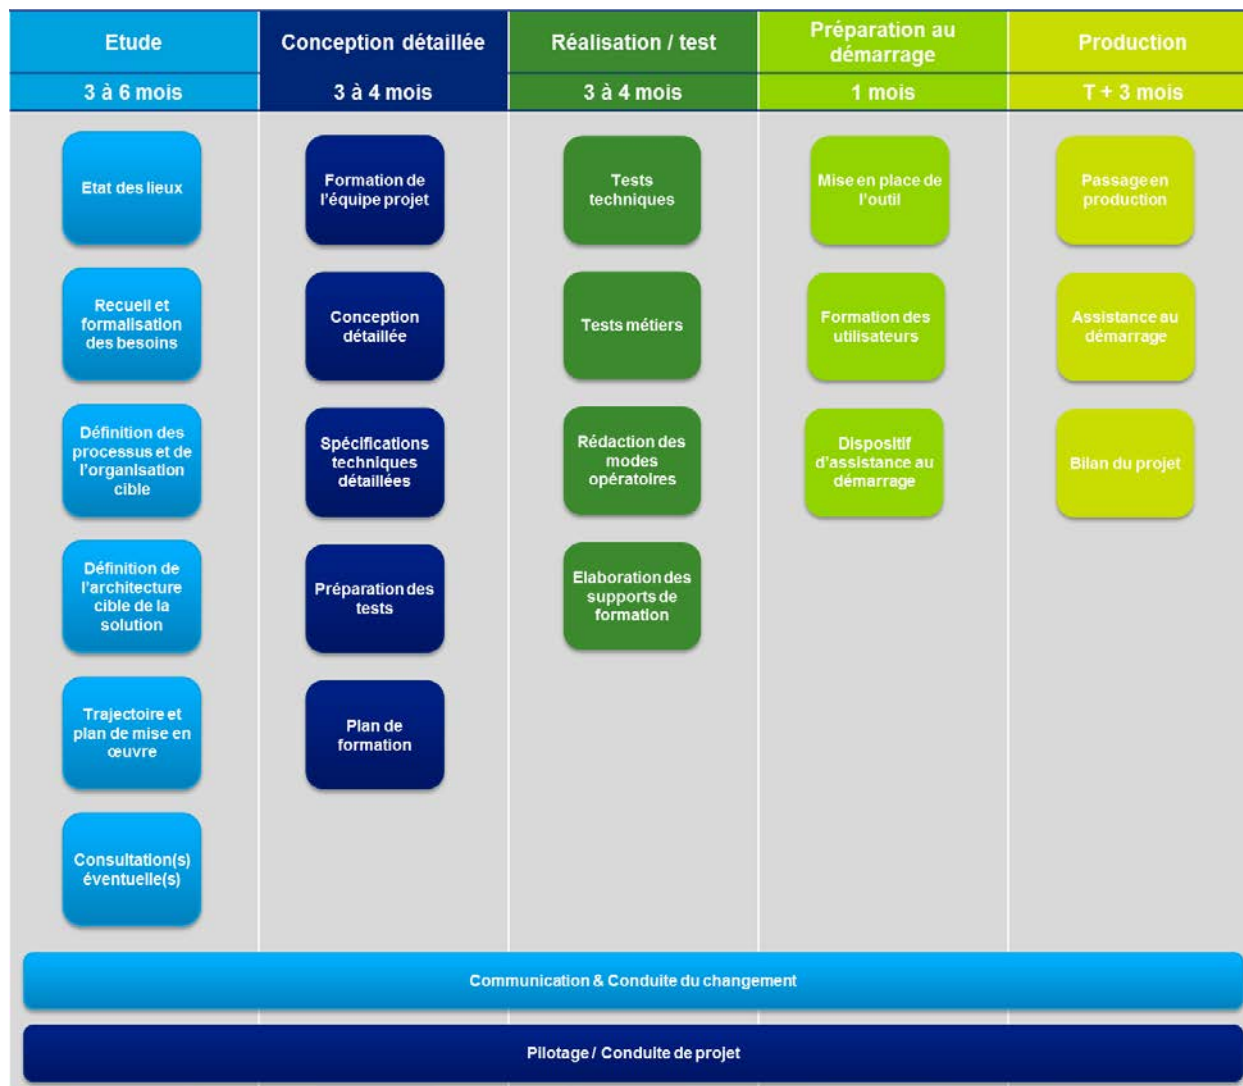 Etude
3 à 6 mois
Etat des lieux
Recueil et
formalisation
des besoins
Définition des
processus et de
l'organisation
cible
Définition de
l'architecture
cible de la
solution
Trajectoire et
plan de mise en
œuvre
Consultation(s)
éventuelle(s)
Conception détaillée
3 à 4 mois
Formation de
l'équipe projet
Conception
détaillée
Spécifications
techniques
détaillées
Préparation des
tests
Plan de
formation
Réalisation / test
3 à 4 mois
Tests
techniques
Tests métiers
Rédaction des
modes
opératoires
Elaboration des
supports de
formation
Préparation au
démarrage
1 mois
Mise en place de
l'outil
Formation des
utilisateurs
Dispositif
d'assistance au
démarrage
Production
T + 3 mois
Passage en
production
Assistance au
démarrage
Bilan du projet
Communication & Conduite du changement
Pilotage / Conduite de projet